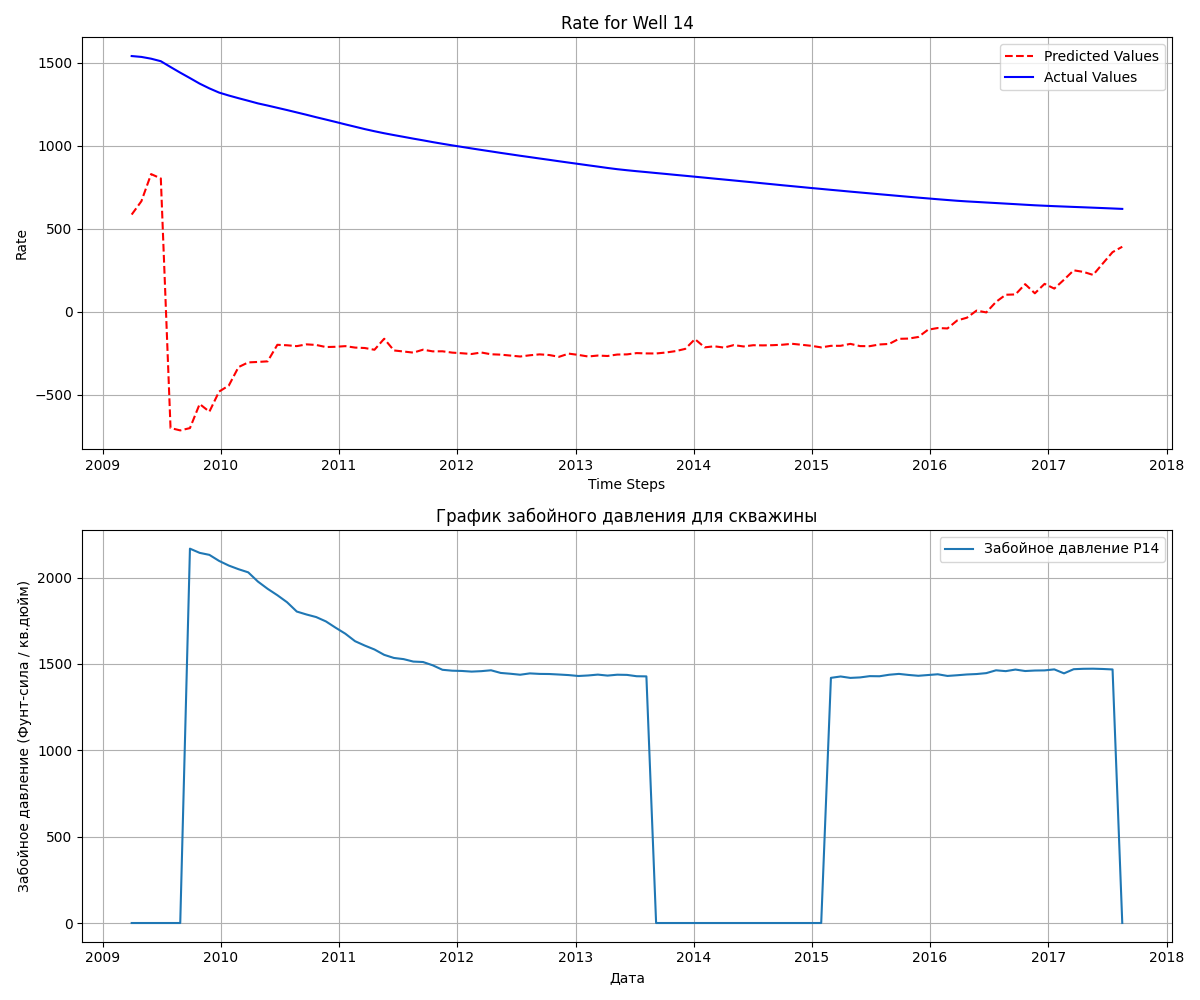 Rate for Well 14
Predicted Values
Actual Values
Rate
1500
1000
500
0
−500
2009 2010 2011 2012 2013 2014 2015 2016 2017 2018
Time Steps
График забойного давления для скважины
Забойное давление P14
Забойное давление (Фунт-сила / кв.дюйм)
2000
1500
1000
500
0
2009 2010 2011 2012 2013 2014 2015 2016 2017 2018
Дата